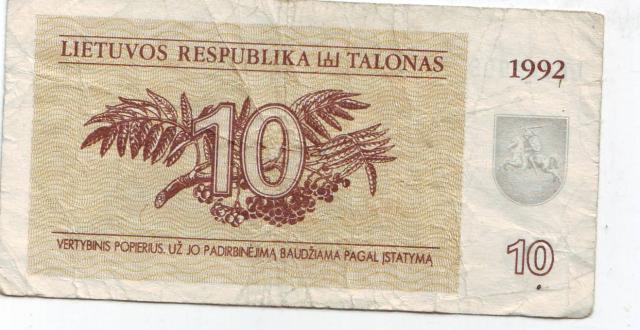 LIETUVOS RESPUBLIKA TALONAS
1992
10
VERTYBINIS POPIERIUS. UŽ JO PADIRBINĖJIMĄ BAUDŽIAMA PAGAL ĮSTATYMĄ
10